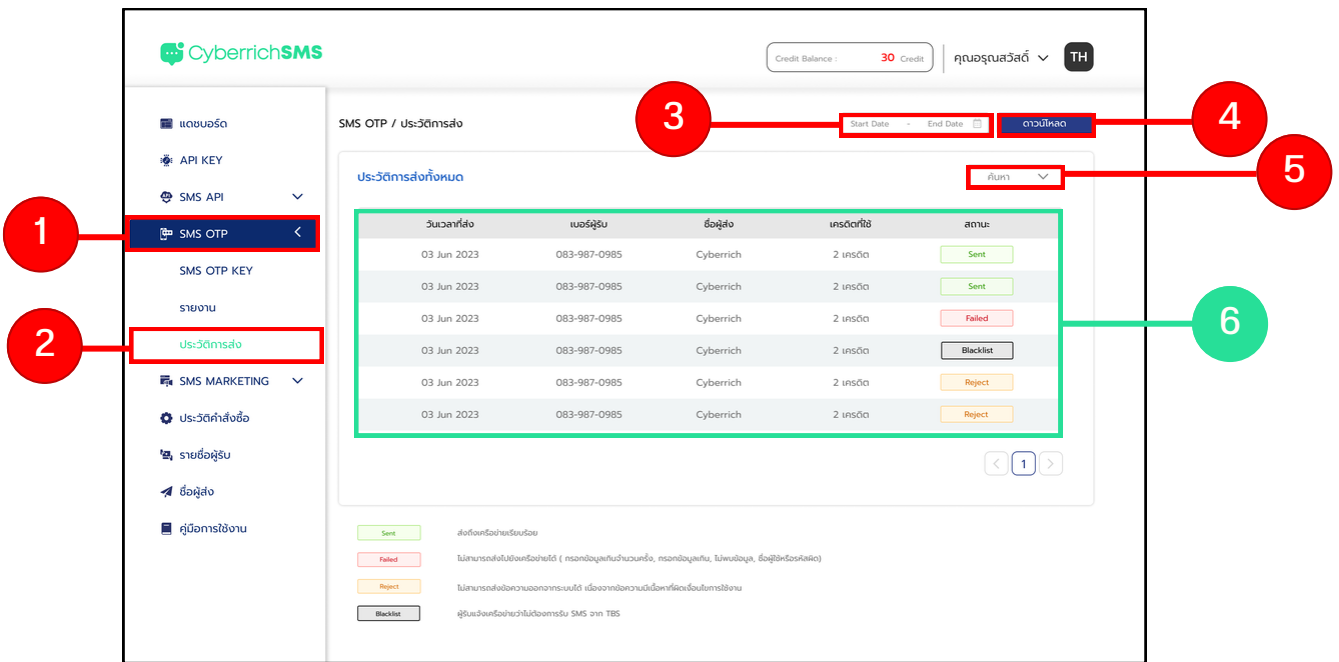 CyberrichSMS
Credit Balance : 30 Credit คุณอรุณสวัสดิ์ TH
แดชบอร์ด
API KEY
SMS API
1 SMS OTP
SMS OTP KEY
รายงาน
2 ประวัติการส่ง
SMS MARKETING
ประวัติคำสั่งซื้อ
รายชื่อผู้รับ
ชื่อผู้ส่ง
คู่มือการใช้งาน
SMS OTP / ประวัติการส่ง 3 Start Date - End Date ดาวน์โหลด 4
ประวัติการส่งทั้งหมด ค้นหา 5
วันเวลาที่ส่ง เบอร์ผู้รับ ชื่อผู้ส่ง เครดิตที่ใช้ สถานะ
03 Jun 2023 083-987-0985 Cyberrich 2 เครดิต Sent
03 Jun 2023 083-987-0985 Cyberrich 2 เครดิต Sent
03 Jun 2023 083-987-0985 Cyberrich 2 เครดิต Failed 6
03 Jun 2023 083-987-0985 Cyberrich 2 เครดิต Blacklist
03 Jun 2023 083-987-0985 Cyberrich 2 เครดิต Reject
03 Jun 2023 083-987-0985 Cyberrich 2 เครดิต Reject
1
Sent ส่งถึงเครือข่ายเรียบร้อย
Failed ไม่สามารถส่งไปยังเครือข่ายได้ ( กรอกข้อมูลเกินจำนวนครั้ง, กรอกข้อมูลเกิน, ไม่พบข้อมูล, ชื่อผู้ใช้หรือรหัสผิด)
Reject ไม่สามารถส่งข้อความออกจากระบบได้ เนื่องจากข้อความมีเนื้อหาที่ผิดเงื่อนไขการใช้งาน
Blacklist ผู้รับแจ้งเครือข่ายว่าไม่ต้องการรับ SMS จาก TBS